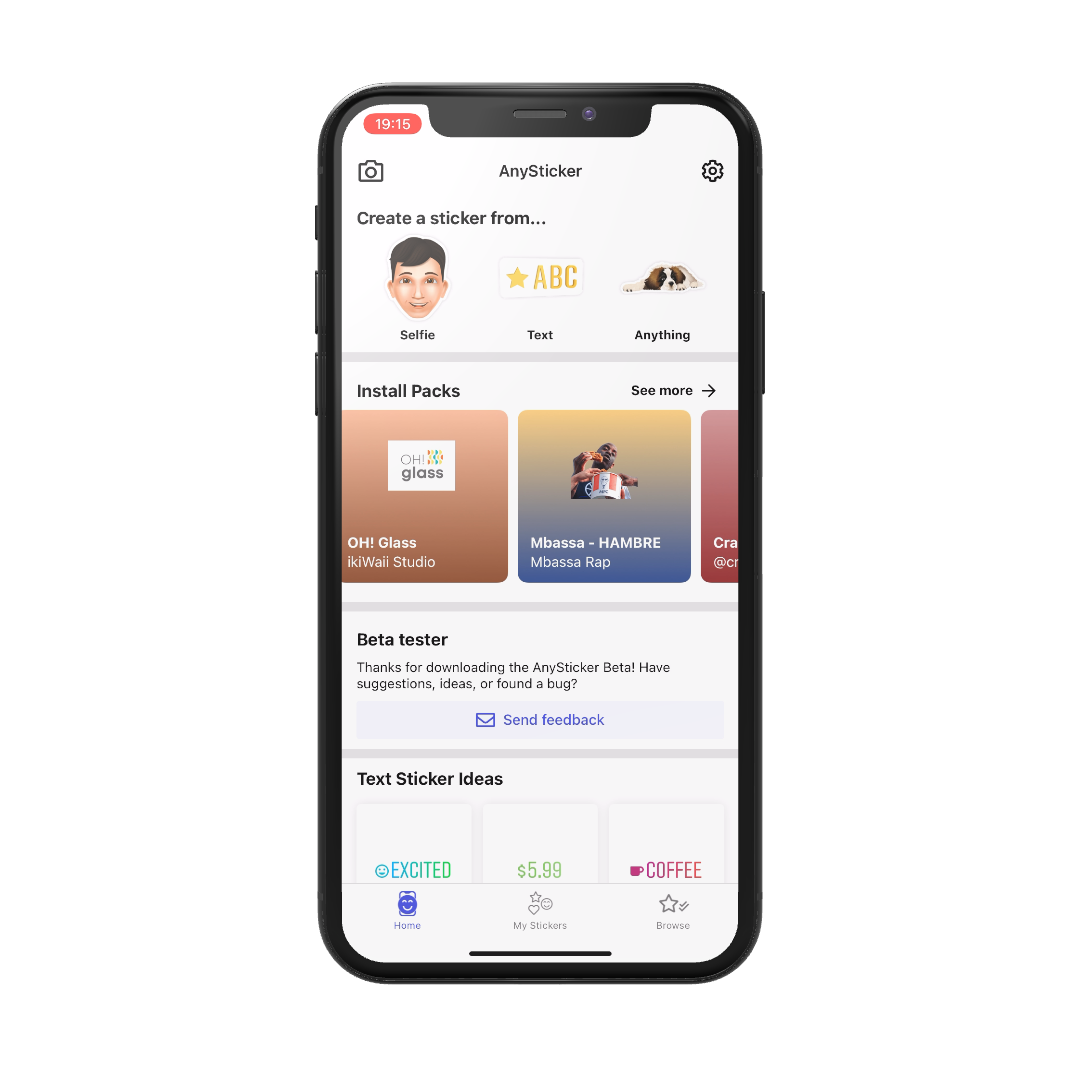 19:15
AnySticker
Create a sticker from...
ABC
Selfie
Text
Anything
Install Packs
See more
OH!
glass
OH! Glass
ikiWaii Studio
Mbassa - HAMBRE
Mbassa Rap
Cra
@cr
Beta tester
Thanks for downloading the AnySticker Beta! Have
suggestions, ideas, or found a bug?
Send feedback
Text Sticker Ideas
EXCITED
$5.99
COFFEE
Home
My Stickers
Browse